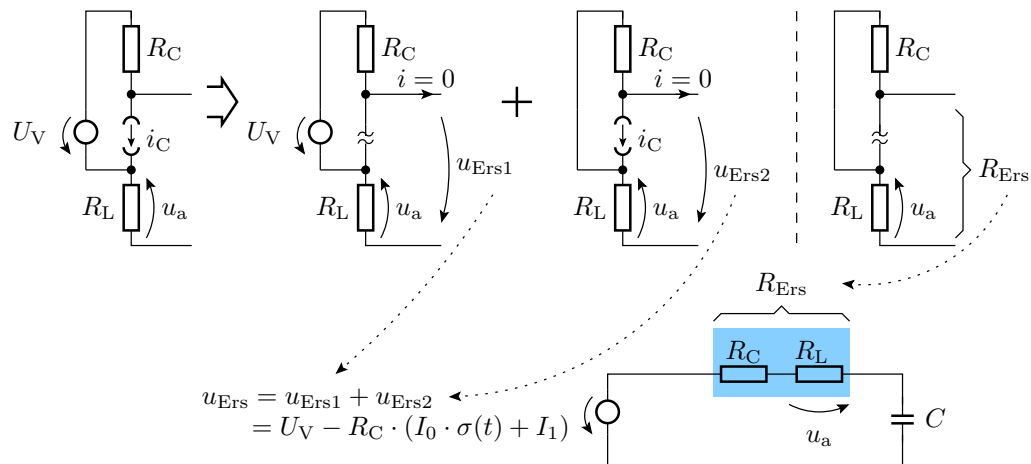 R_C
U_V
i_C
R_L
u_a
R_C
i = 0
U_V
u_Ers1
R_L
u_a
+
R_C
i = 0
i_C
u_Ers2
R_L
u_a
R_C
R_Ers
R_L
u_a
R_Ers
R_C R_L
u_a
C
u_Ers = u_Ers1 + u_Ers2
= U_V − R_C · (I_0 · σ(t) + I_1)